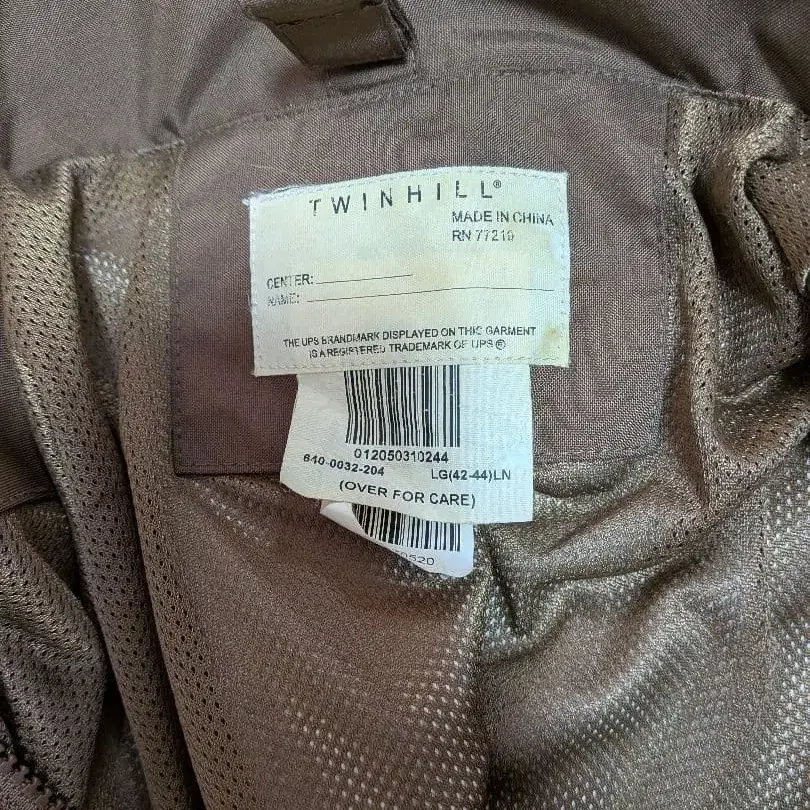 TWINHILL®
MADE IN CHINA
RN 77219
CENTER:
NAME:
THE UPS BRANDMARK DISPLAYED ON THIS GARMENT
IS A REGISTERED TRADEMARK OF UPS ®
012050310244
640-0032-204 LG(42-44)LN
(OVER FOR CARE)